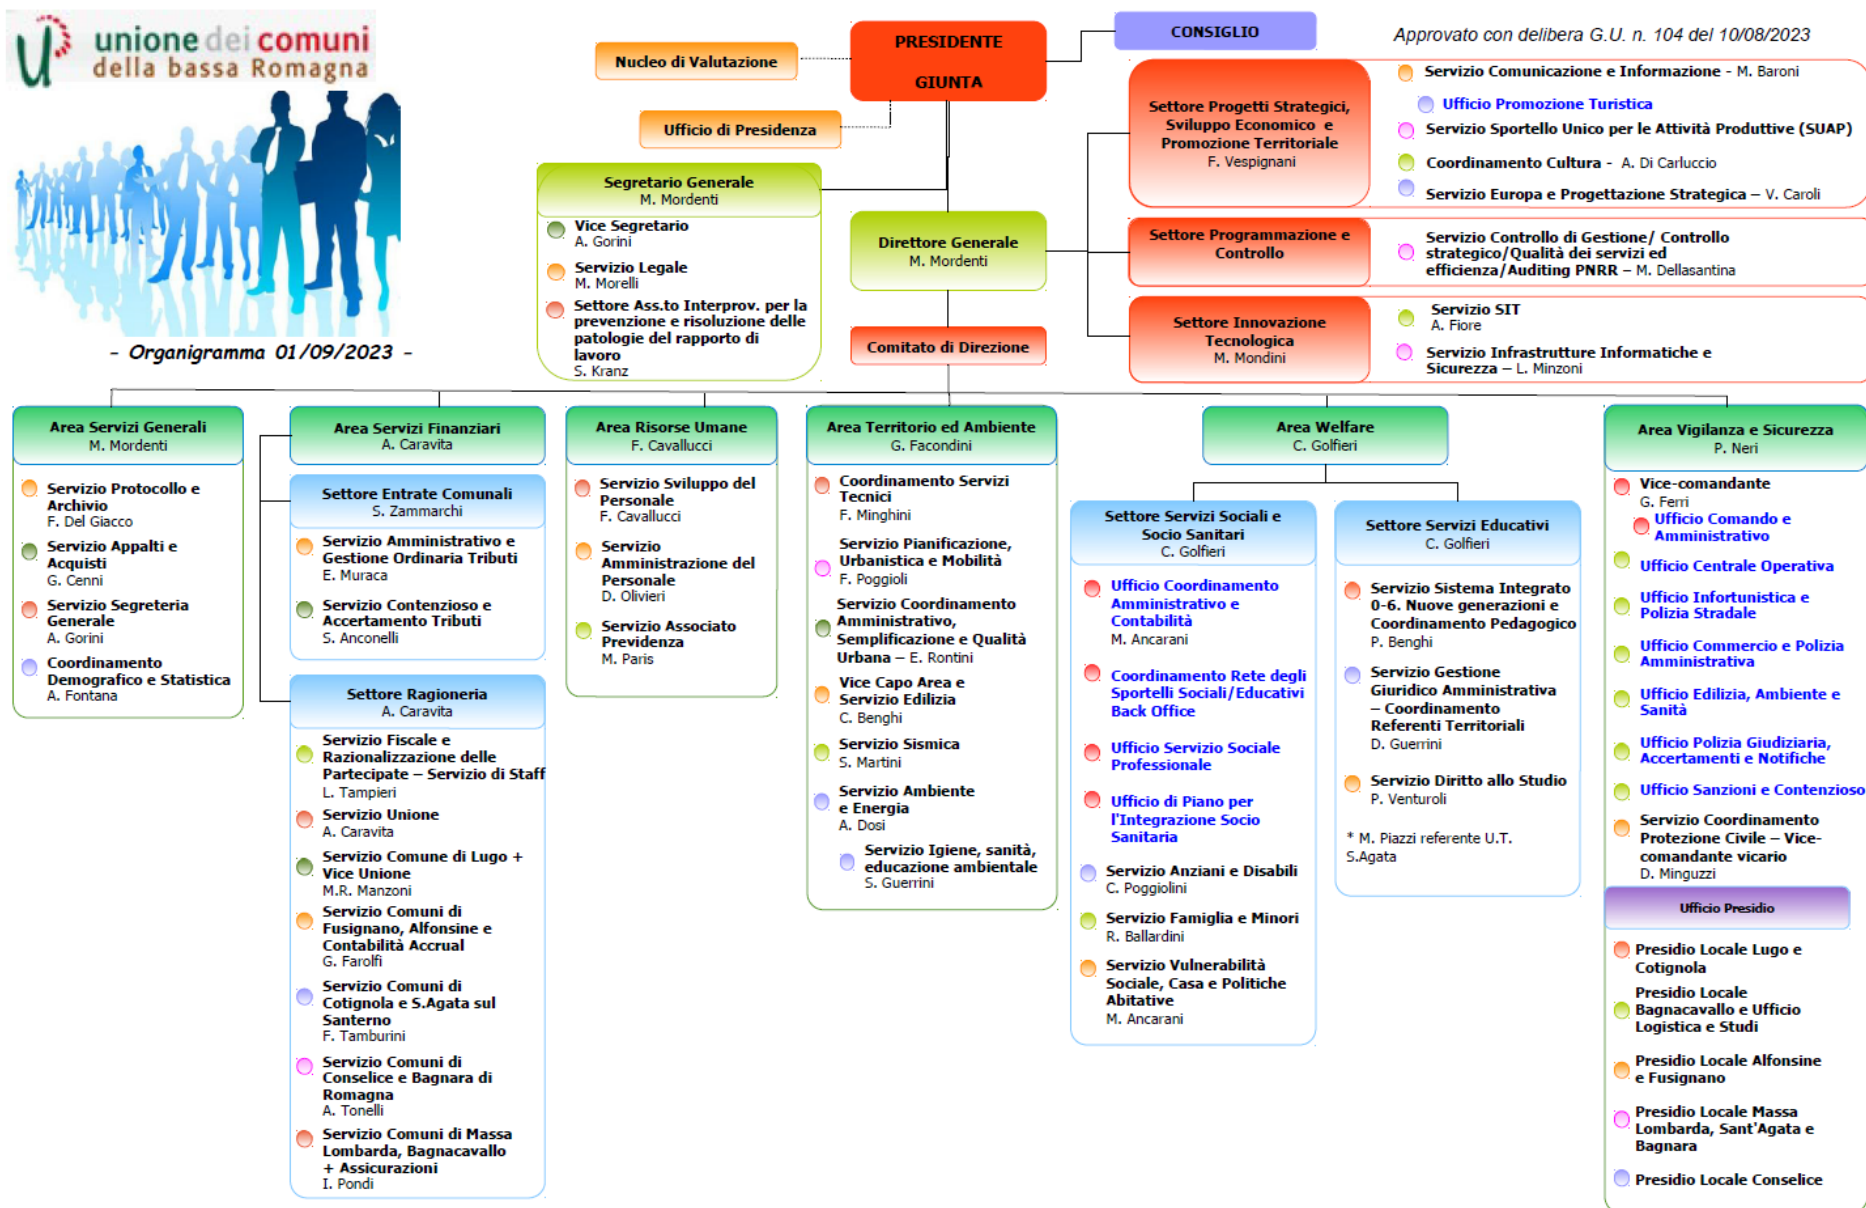 unione dei comuni
della bassa Romagna
- Organigramma 01/09/2023 -
Nucleo di Valutazione
Ufficio di Presidenza
PRESIDENTE
GIUNTA
CONSIGLIO
Approvato con delibera G.U. n. 104 del 10/08/2023
Segretario Generale
M. Mordenti
Vice Segretario
A. Gorini
Servizio Legale
M. Morelli
Settore Ass.to Interprov. per la
prevenzione e risoluzione delle
patologie del rapporto di
lavoro
S. Kranz
Direttore Generale
M. Mordenti
Comitato di Direzione
Settore Progetti Strategici,
Sviluppo Economico e
Promozione Territoriale
F. Vespignani
Servizio Comunicazione e Informazione - M. Baroni
Ufficio Promozione Turistica
Servizio Sportello Unico per le Attività Produttive (SUAP)
Coordinamento Cultura - A. Di Carluccio
Servizio Europa e Progettazione Strategica – V. Caroli
Settore Programmazione e
Controllo
Servizio Controllo di Gestione/ Controllo
strategico/Qualità dei servizi ed
efficienza/Auditing PNRR – M. Dellasantina
Settore Innovazione
Tecnologica
M. Mondini
Servizio SIT
A. Fiore
Servizio Infrastrutture Informatiche e
Sicurezza – L. Minzoni
Area Servizi Generali
M. Mordenti
Servizio Protocollo e
Archivio
F. Del Giacco
Servizio Appalti e
Acquisti
G. Cenni
Servizio Segreteria
Generale
A. Gorini
Coordinamento
Demografico e Statistica
A. Fontana
Area Servizi Finanziari
A. Caravita
Settore Entrate Comunali
S. Zammarchi
Servizio Amministrativo e
Gestione Ordinaria Tributi
E. Muraca
Servizio Contenzioso e
Accertamento Tributi
S. Anconelli
Settore Ragioneria
A. Caravita
Servizio Fiscale e
Razionalizzazione delle
Partecipate – Servizio di Staff
L. Tampieri
Servizio Unione
A. Caravita
Servizio Comune di Lugo +
Vice Unione
M.R. Manzoni
Servizio Comuni di
Fusignano, Alfonsine e
Contabilità Accrual
G. Farolfi
Servizio Comuni di
Cotignola e S.Agata sul
Santerno
F. Tamburini
Servizio Comuni di
Conselice e Bagnara di
Romagna
A. Tonelli
Servizio Comuni di Massa
Lombarda, Bagnacavallo
+ Assicurazioni
I. Pondi
Area Risorse Umane
F. Cavallucci
Servizio Sviluppo del
Personale
F. Cavallucci
Servizio
Amministrazione del
Personale
D. Olivieri
Servizio Associato
Previdenza
M. Paris
Area Territorio ed Ambiente
G. Facondini
Coordinamento Servizi
Tecnici
F. Minghini
Servizio Pianificazione,
Urbanistica e Mobilità
F. Poggioli
Servizio Coordinamento
Amministrativo,
Semplificazione e Qualità
Urbana – E. Rontini
Vice Capo Area e
Servizio Edilizia
C. Benghi
Servizio Sismica
S. Martini
Servizio Ambiente
e Energia
A. Dosi
Servizio Igiene, sanità,
educazione ambientale
S. Guerrini
Area Welfare
C. Golfieri
Settore Servizi Sociali e
Socio Sanitari
C. Golfieri
Ufficio Coordinamento
Amministrativo e
Contabilità
M. Ancarani
Coordinamento Rete degli
Sportelli Sociali/Educativi
Back Office
Ufficio Servizio Sociale
Professionale
Ufficio di Piano per
l'Integrazione Socio
Sanitaria
Servizio Anziani e Disabili
C. Poggiolini
Servizio Famiglia e Minori
R. Ballardini
Servizio Vulnerabilità
Sociale, Casa e Politiche
Abitative
M. Ancarani
Settore Servizi Educativi
C. Golfieri
Servizio Sistema Integrato
0-6. Nuove generazioni e
Coordinamento Pedagogico
P. Benghi
Servizio Gestione
Giuridico Amministrativa
– Coordinamento
Referenti Territoriali
D. Guerrini
Servizio Diritto allo Studio
P. Venturoli
* M. Piazzi referente U.T.
S.Agata
Area Vigilanza e Sicurezza
P. Neri
Vice-comandante
G. Ferri
Ufficio Comando e
Amministrativo
Ufficio Centrale Operativa
Ufficio Infortunistica e
Polizia Stradale
Ufficio Commercio e Polizia
Amministrativa
Ufficio Edilizia, Ambiente e
Sanità
Ufficio Polizia Giudiziaria,
Accertamenti e Notifiche
Ufficio Sanzioni e Contenzioso
Servizio Coordinamento
Protezione Civile – Vice-
comandante vicario
D. Minguzzi
Ufficio Presidio
Presidio Locale Lugo e
Cotignola
Presidio Locale
Bagnacavallo e Ufficio
Logistica e Studi
Presidio Locale Alfonsine
e Fusignano
Presidio Locale Massa
Lombarda, Sant'Agata e
Bagnara
Presidio Locale Conselice